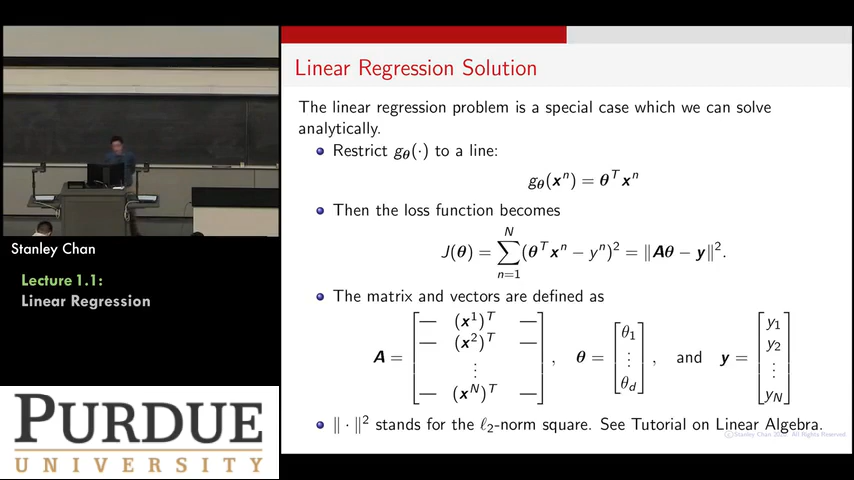 Linear Regression Solution
The linear regression problem is a special case which we can solve
analytically.
Restrict g_θ(·) to a line:
g_θ(x^n) = θ^T x^n
Then the loss function becomes
J(θ) = ∑_{n=1}^{N} (θ^T x^n − y^n)^2 = ‖Aθ − y‖^2.
The matrix and vectors are defined as
A = [— (x^1)^T —; — (x^2)^T —; ⋮; — (x^N)^T —], θ = [θ_1; ⋮; θ_d], and y = [y_1; y_2; ⋮; y_N]
‖ · ‖^2 stands for the ℓ_2-norm square. See Tutorial on Linear Algebra.
Stanley Chan
Lecture 1.1:
Linear Regression
PURDUE
UNIVERSITY